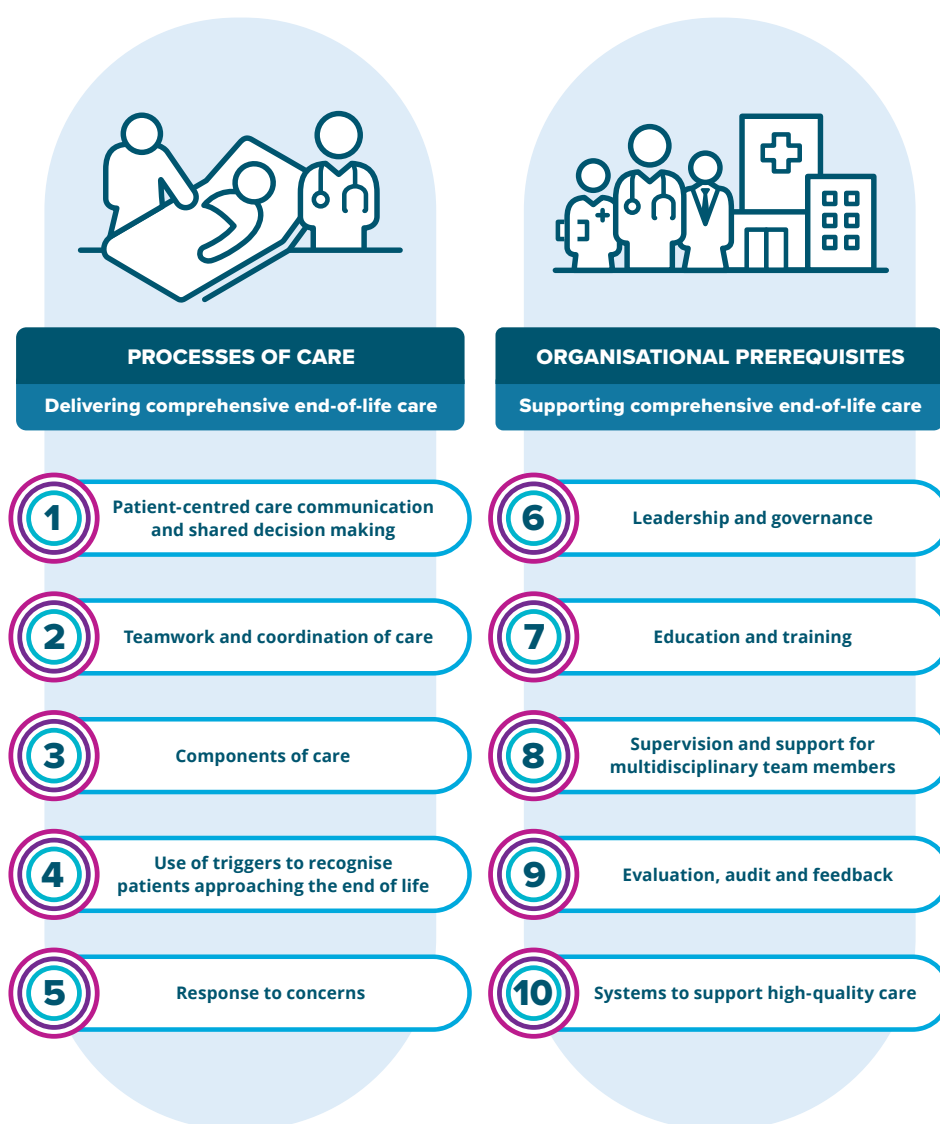 PROCESSES OF CARE
Delivering comprehensive end-of-life care
1
Patient-centred care communication
and shared decision making
2
Teamwork and coordination of care
3
Components of care
4
Use of triggers to recognise
patients approaching the end of life
5
Response to concerns
ORGANISATIONAL PREREQUISITES
Supporting comprehensive end-of-life care
6
Leadership and governance
7
Education and training
8
Supervision and support for
multidisciplinary team members
9
Evaluation, audit and feedback
10
Systems to support high-quality care